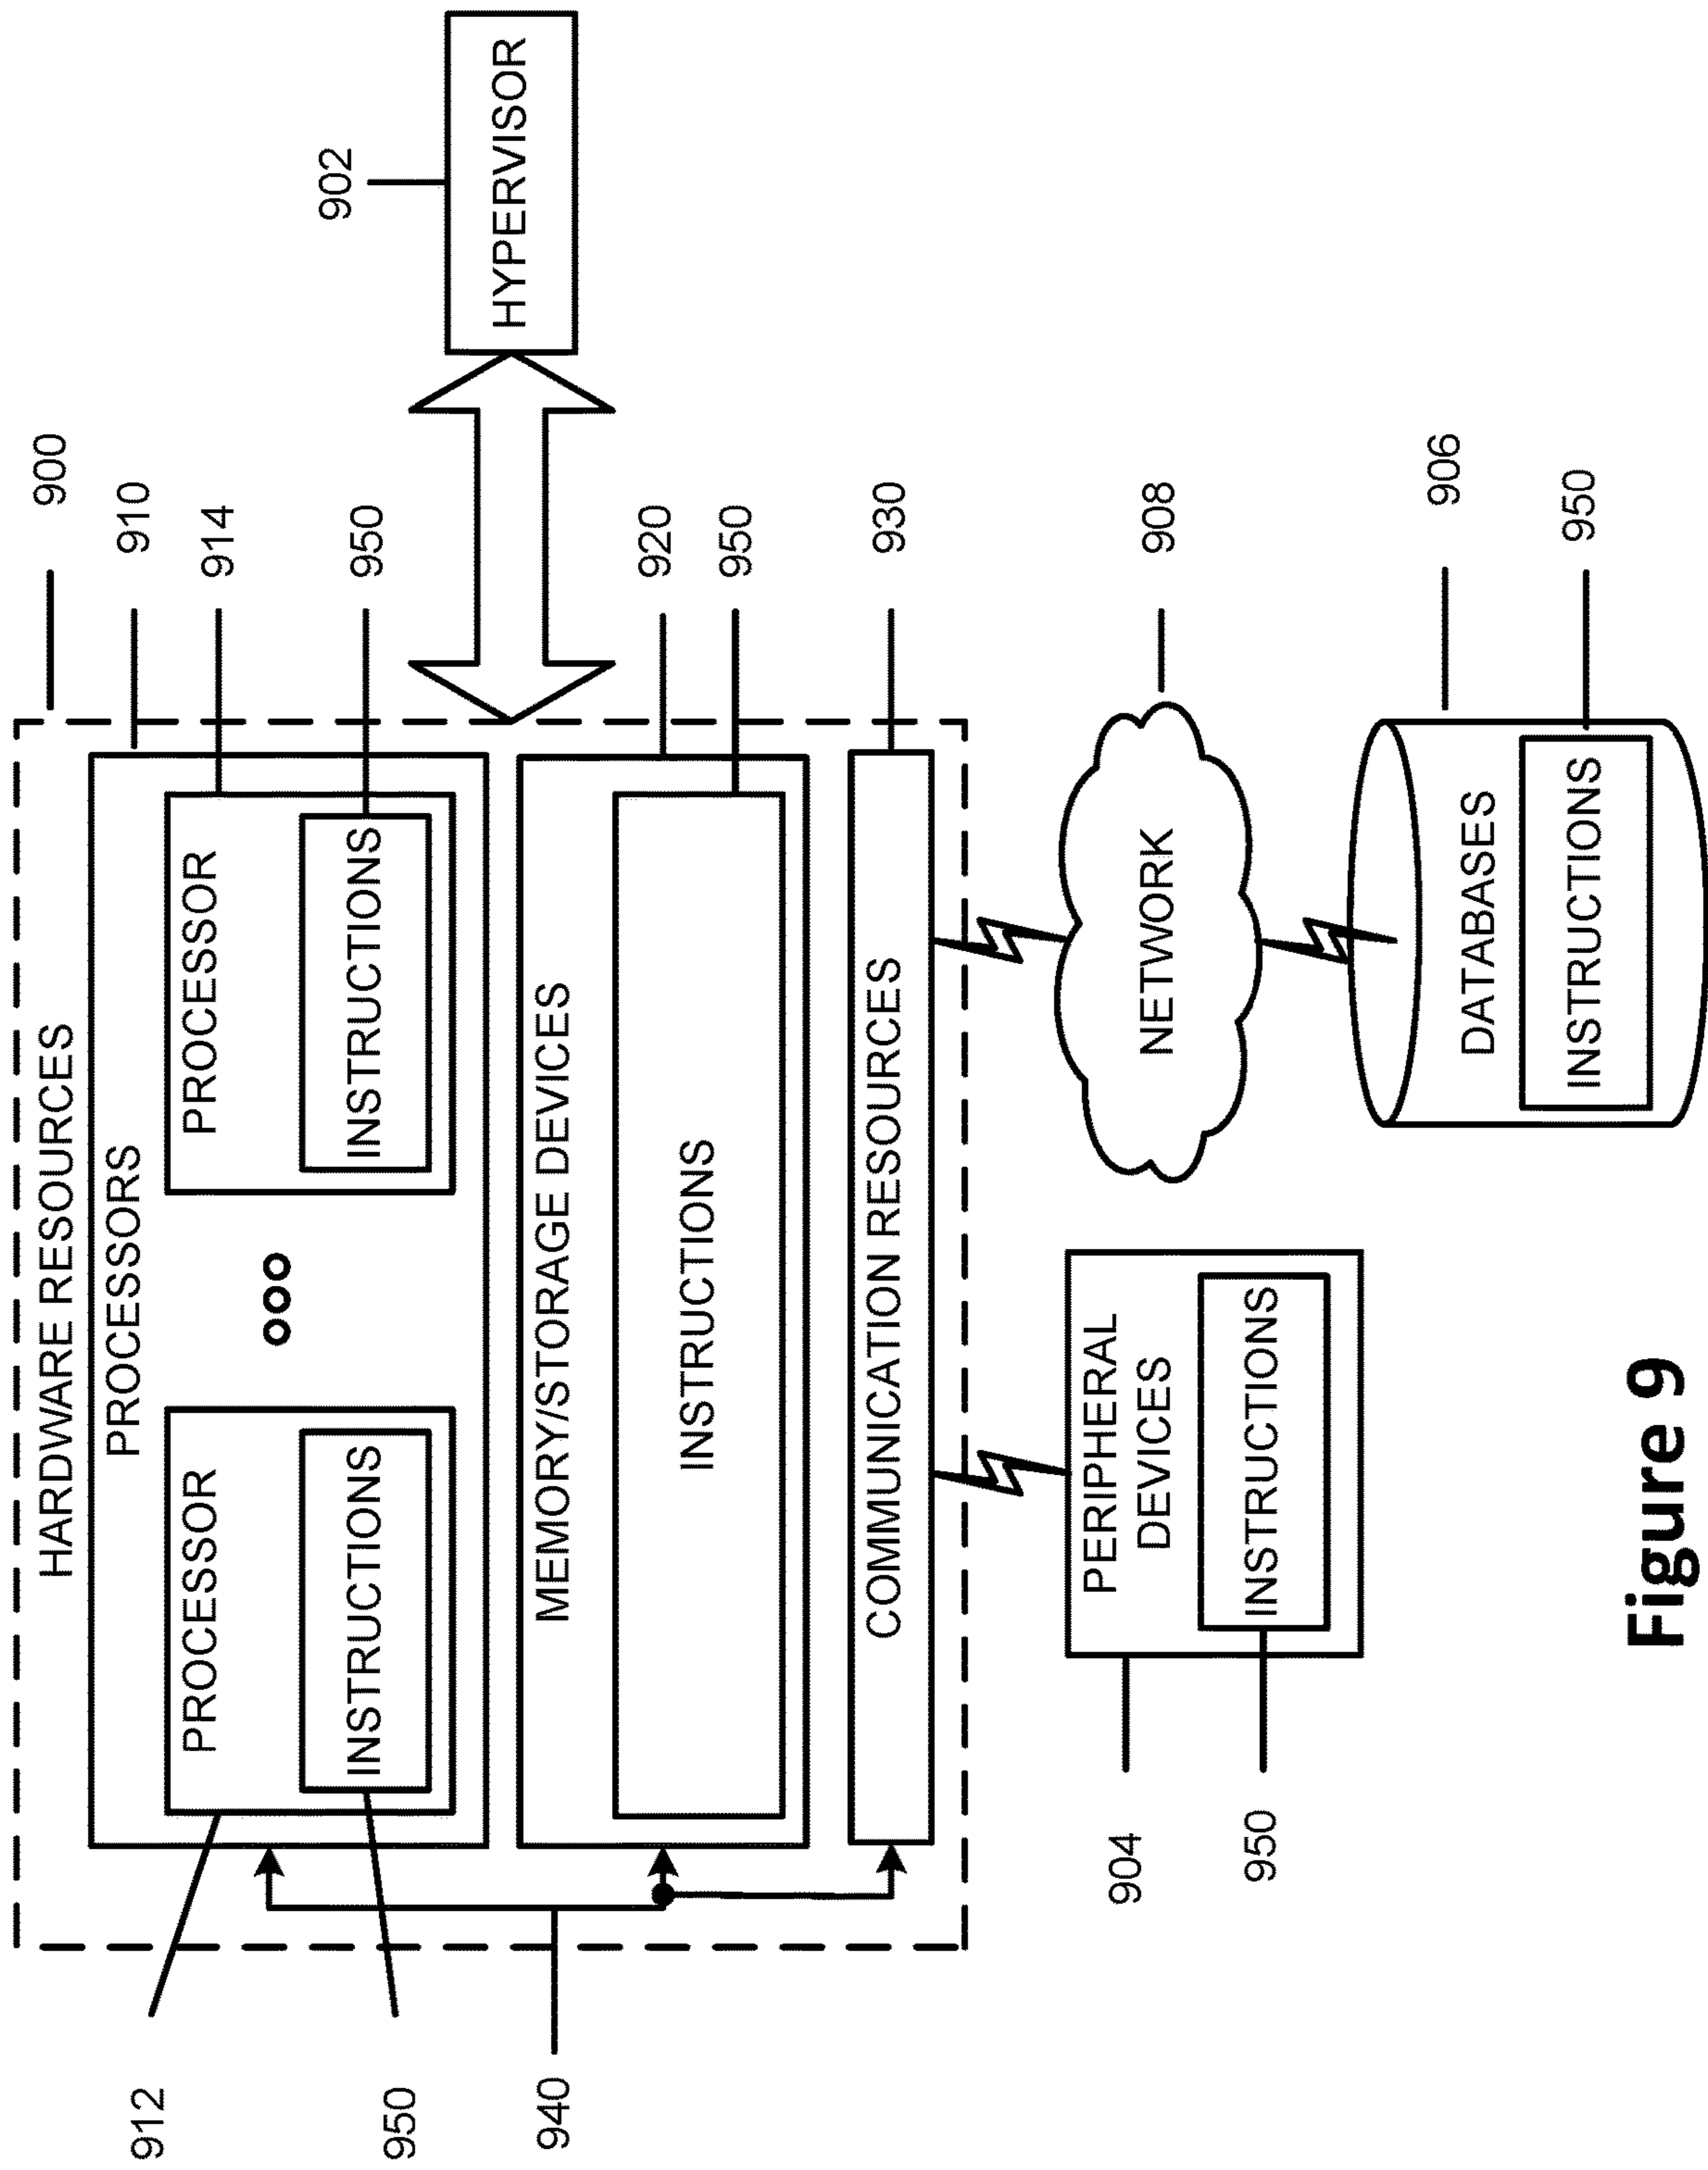 HARDWARE RESOURCES
900
PROCESSORS
910
912
PROCESSOR
PROCESSOR
914
950
INSTRUCTIONS
INSTRUCTIONS
950
902
HYPERVISOR
940
MEMORY/STORAGE DEVICES
920
INSTRUCTIONS
950
COMMUNICATION RESOURCES
930
904
PERIPHERAL
DEVICES
950
INSTRUCTIONS
NETWORK
908
906
DATABASES
INSTRUCTIONS
950
Figure 9